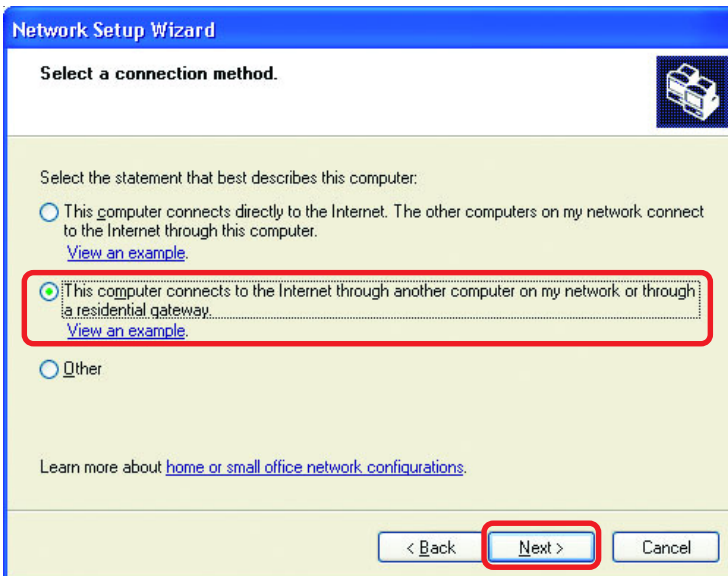 Network Setup Wizard
Select a connection method.
Select the statement that best describes this computer:
This computer connects directly to the Internet. The other computers on my network connect
to the Internet through this computer.
View an example.
This computer connects to the Internet through another computer on my network or through
a residential gateway.
View an example.
Other
Learn more about home or small office network configurations.
< Back
Next >
Cancel